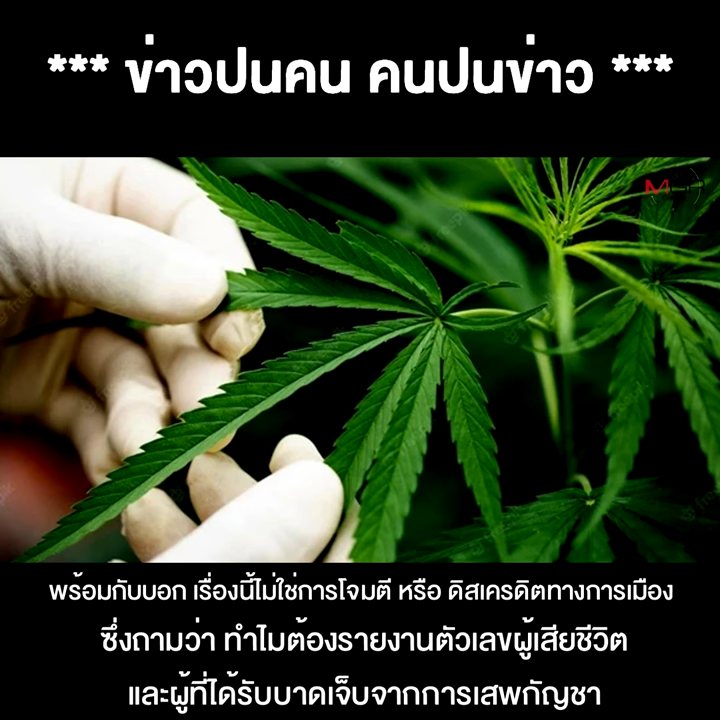 *** ข่าวปนคน คนปนข่าว ***
พร้อมกับบอก เรื่องนี้ไม่ใช่การโจมตี หรือ ดิสเครดิตทางการเมือง
ซึ่งถามว่า ทำไมต้องรายงานตัวเลขผู้เสียชีวิต
และผู้ที่ได้รับบาดเจ็บจากการเสพกัญชา